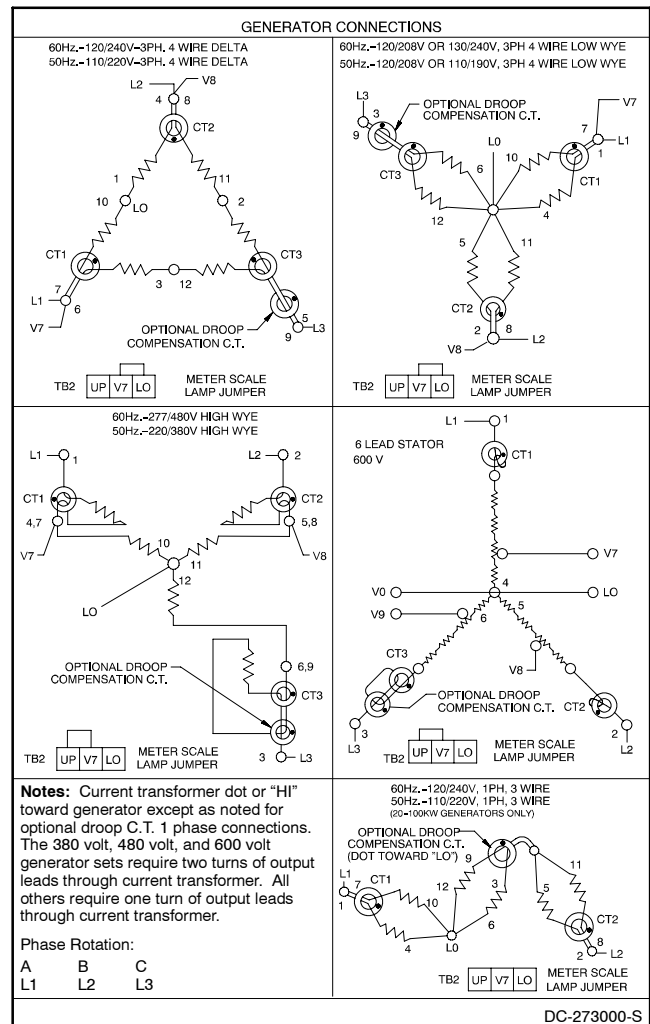 GENERATOR CONNECTIONS
60Hz.–120/240V–3PH. 4 WIRE DELTA
50Hz.–110/220V–3PH. 4 WIRE DELTA
L2
V8
4
8
CT2
1
11
10
LO
2
CT1
CT3
3
12
7
6
L1
V7
5
9
L3
OPTIONAL DROOP
COMPENSATION C.T.
TB2
UP V7 LO
METER SCALE
LAMP JUMPER
60Hz.–120/208V OR 130/240V, 3PH 4 WIRE LOW WYE
50Hz.–120/208V OR 110/190V, 3PH 4 WIRE LOW WYE
L3
3
9
OPTIONAL DROOP
COMPENSATION C.T.
V7
L0
7
1
L1
CT3
6
10
CT1
12
4
5
11
CT2
2
8
L2
V8
TB2
UP V7 LO
METER SCALE
LAMP JUMPER
60Hz.–277/480V HIGH WYE
50Hz.–220/380V HIGH WYE
L1
1
L2
2
CT1
CT2
4,7
5,8
V7
V8
10
11
12
LO
OPTIONAL DROOP
COMPENSATION C.T.
6,9
CT3
3
L3
TB2
UP V7 LO
METER SCALE
LAMP JUMPER
L1
1
6 LEAD STATOR
600 V
CT1
V7
4
V0
LO
V9
6
5
V8
CT3
OPTIONAL DROOP
COMPENSATION C.T.
CT2
3
L3
2
L2
TB2
UP V7 LO
METER SCALE
LAMP JUMPER
Notes: Current transformer dot or “HI”
toward generator except as noted for
optional droop C.T. 1 phase connections.
The 380 volt, 480 volt, and 600 volt
generator sets require two turns of output
leads through current transformer. All
others require one turn of output leads
through current transformer.
Phase Rotation:
A B C
L1 L2 L3
60Hz.–120/240V, 1PH, 3 WIRE
50Hz.–110/220V, 1PH, 3 WIRE
(20–100KW GENERATORS ONLY)
OPTIONAL DROOP
COMPENSATION C.T.
(DOT TOWARD "LO")
9
L1
7
1
CT1
10
4
12
3
6
L0
11
5
CT2
8
2
L2
TB2
UP V7 LO
METER SCALE
LAMP JUMPER
DC-273000-S